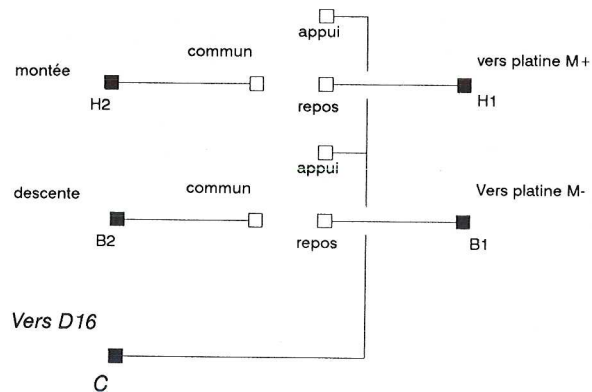 appui
commun
vers platine M+
montée
H2
repos
H1
appui
commun
Vers platine M-
descente
B2
repos
B1
Vers D16
C